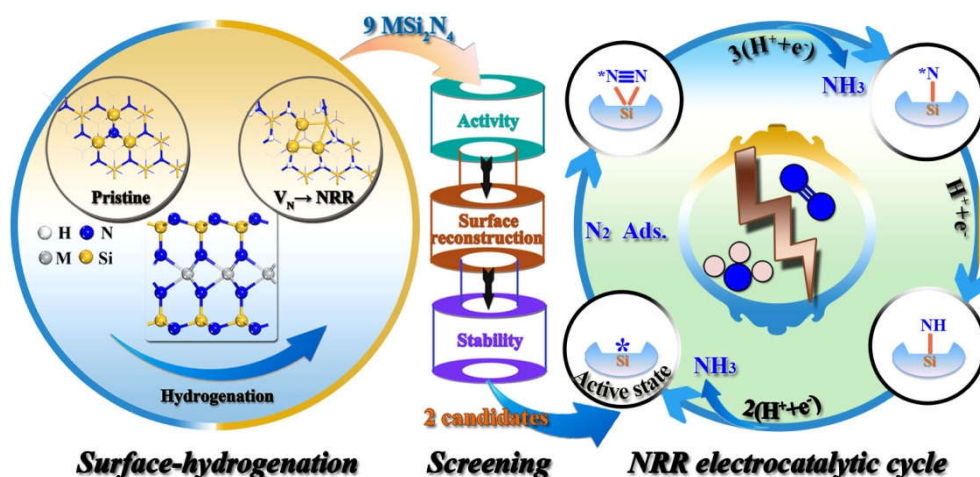 Pristine
V_N→ NRR
H
N
M
Si
Hydrogenation
Surface-hydrogenation
9 MSi₂N₄
Activity
Surface
reconstruction
Stability
2 candidates
Screening
3(H⁺+e⁻)
NH₃
*N≡N
Si
*N
Si
H⁺+e⁻
N₂ Ads.
NH
Si
*
Si
Active state
NH₃
2(H⁺+e⁻)
NRR electrocatalytic cycle